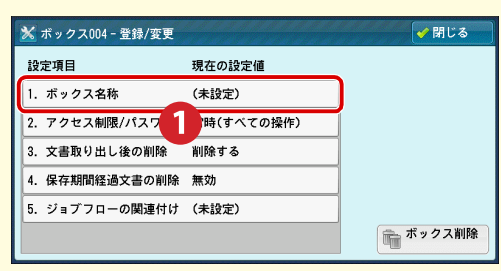 ボックス004－登録/変更
閉じる
設定項目 現在の設定値
1. ボックス名称 (未設定)
2. アクセス制限/パスワ 時(すべての操作)
1
3. 文書取り出し後の削除 削除する
4. 保存期間経過文書の削除 無効
5. ジョブフローの関連付け (未設定)
ボックス削除